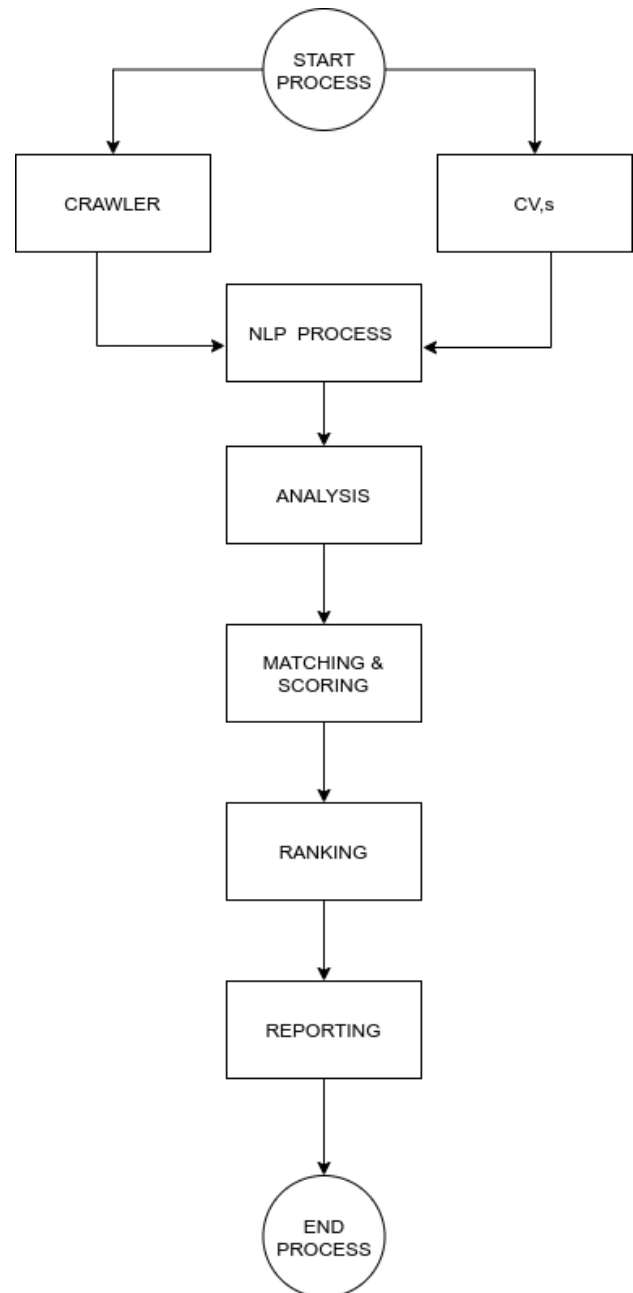 START
PROCESS
CRAWLER
CV,s
NLP PROCESS
ANALYSIS
MATCHING &
SCORING
RANKING
REPORTING
END
PROCESS